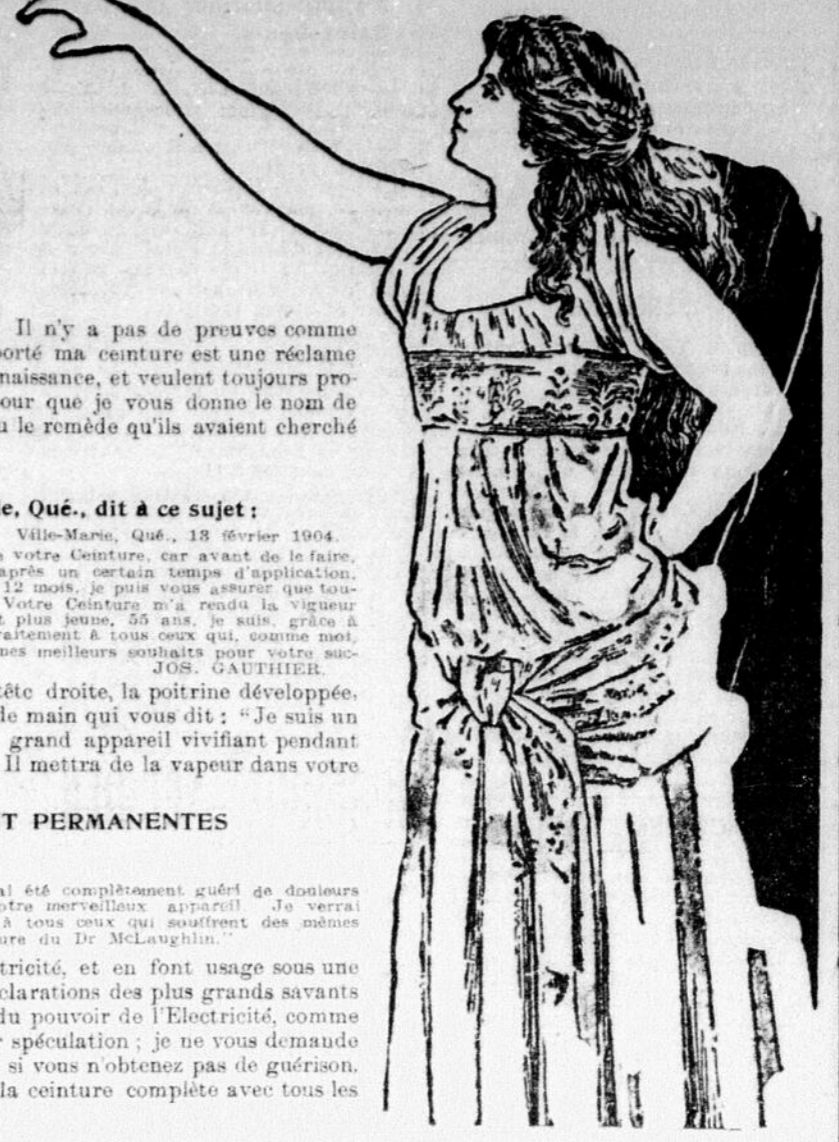 Il n'y a pas de preuves comme
porté ma ceinture est une réclame
naissance, et veulent toujours pro-
our que je vous donne le nom de
u le remède qu'ils avaient cherché
le, Qué., dit à ce sujet :
Ville-Marie, Qué., 13 février 1904.
e votre Ceinture, car avant de le faire,
après un certain temps d'application,
12 mois, je puis vous assurer que tou-
Votre Ceinture m'a rendu la vigueur
t plus jeune, 55 ans, je suis, grâce à
raitement à tous ceux qui, comme moi,
mes meilleurs souhaits pour votre suc-
JOS. GAUTHIER.
tête droite, la poitrine développée,
de main qui vous dit : "Je suis un
grand appareil vivifiant pendant
Il mettra de la vapeur dans votre
T PERMANENTES
ai été complètement guéri de douleurs
otre merveilleux appareil. Je verrai
à tous ceux qui souffrent des mêmes
ure du Dr McLaughlin."
tricité, et en font usage sous une
clarations des plus grands savants
du pouvoir de l'Electricité, comme
r spéculation ; je ne vous demande
si vous n'obtenez pas de guérison.
la ceinture complète avec tous les